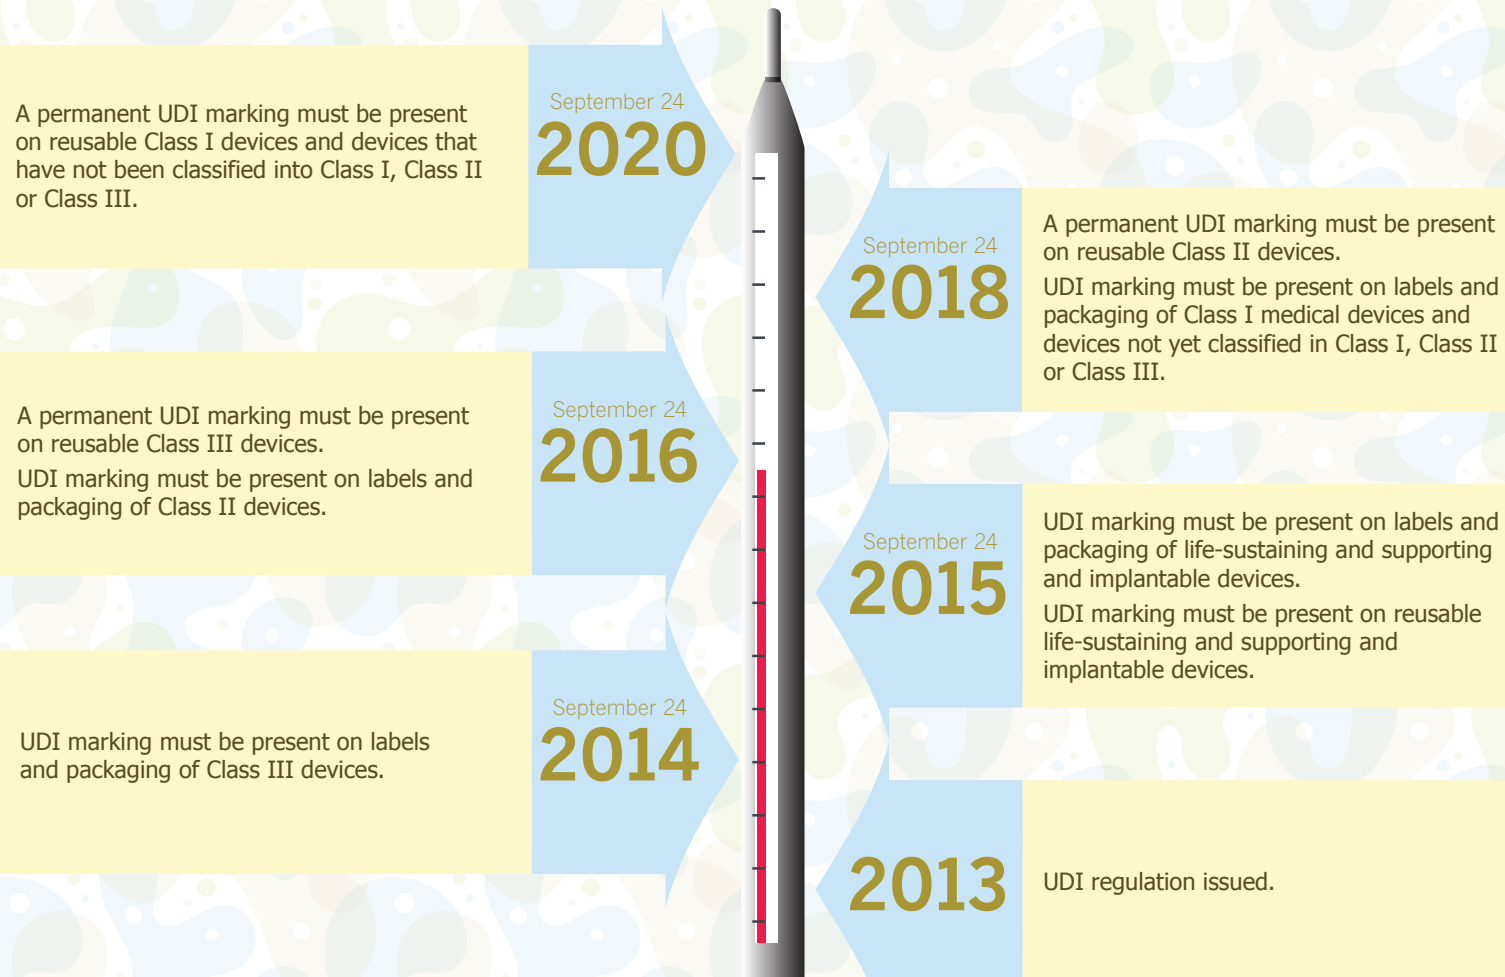 September 24
2020
A permanent UDI marking must be present
on reusable Class I devices and devices that
have not been classified into Class I, Class II
or Class III.
September 24
2018
A permanent UDI marking must be present
on reusable Class II devices.
UDI marking must be present on labels and
packaging of Class I medical devices and
devices not yet classified in Class I, Class II
or Class III.
September 24
2016
A permanent UDI marking must be present
on reusable Class III devices.
UDI marking must be present on labels and
packaging of Class II devices.
September 24
2015
UDI marking must be present on labels and
packaging of life-sustaining and supporting
and implantable devices.
UDI marking must be present on reusable
life-sustaining and supporting and
implantable devices.
September 24
2014
UDI marking must be present on labels
and packaging of Class III devices.
2013
UDI regulation issued.